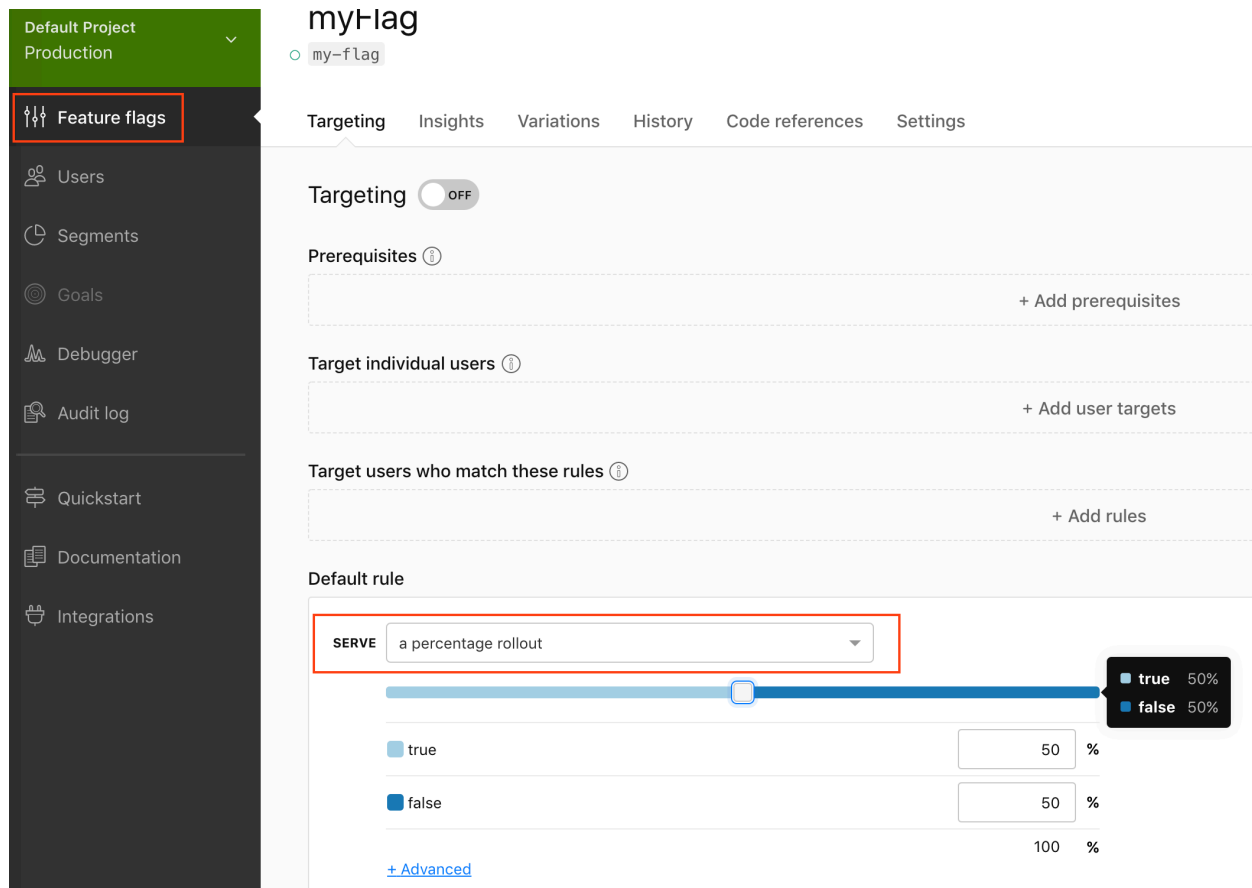 Default Project
Production
Feature flags
Users
Segments
Goals
Debugger
Audit log
Quickstart
Documentation
Integrations
myFlag
my-flag
Targeting Insights Variations History Code references Settings
Targeting OFF
Prerequisites
+ Add prerequisites
Target individual users
+ Add user targets
Target users who match these rules
+ Add rules
Default rule
SERVE a percentage rollout
true 50%
false 50%
true 50 %
false 50 %
100 %
+ Advanced